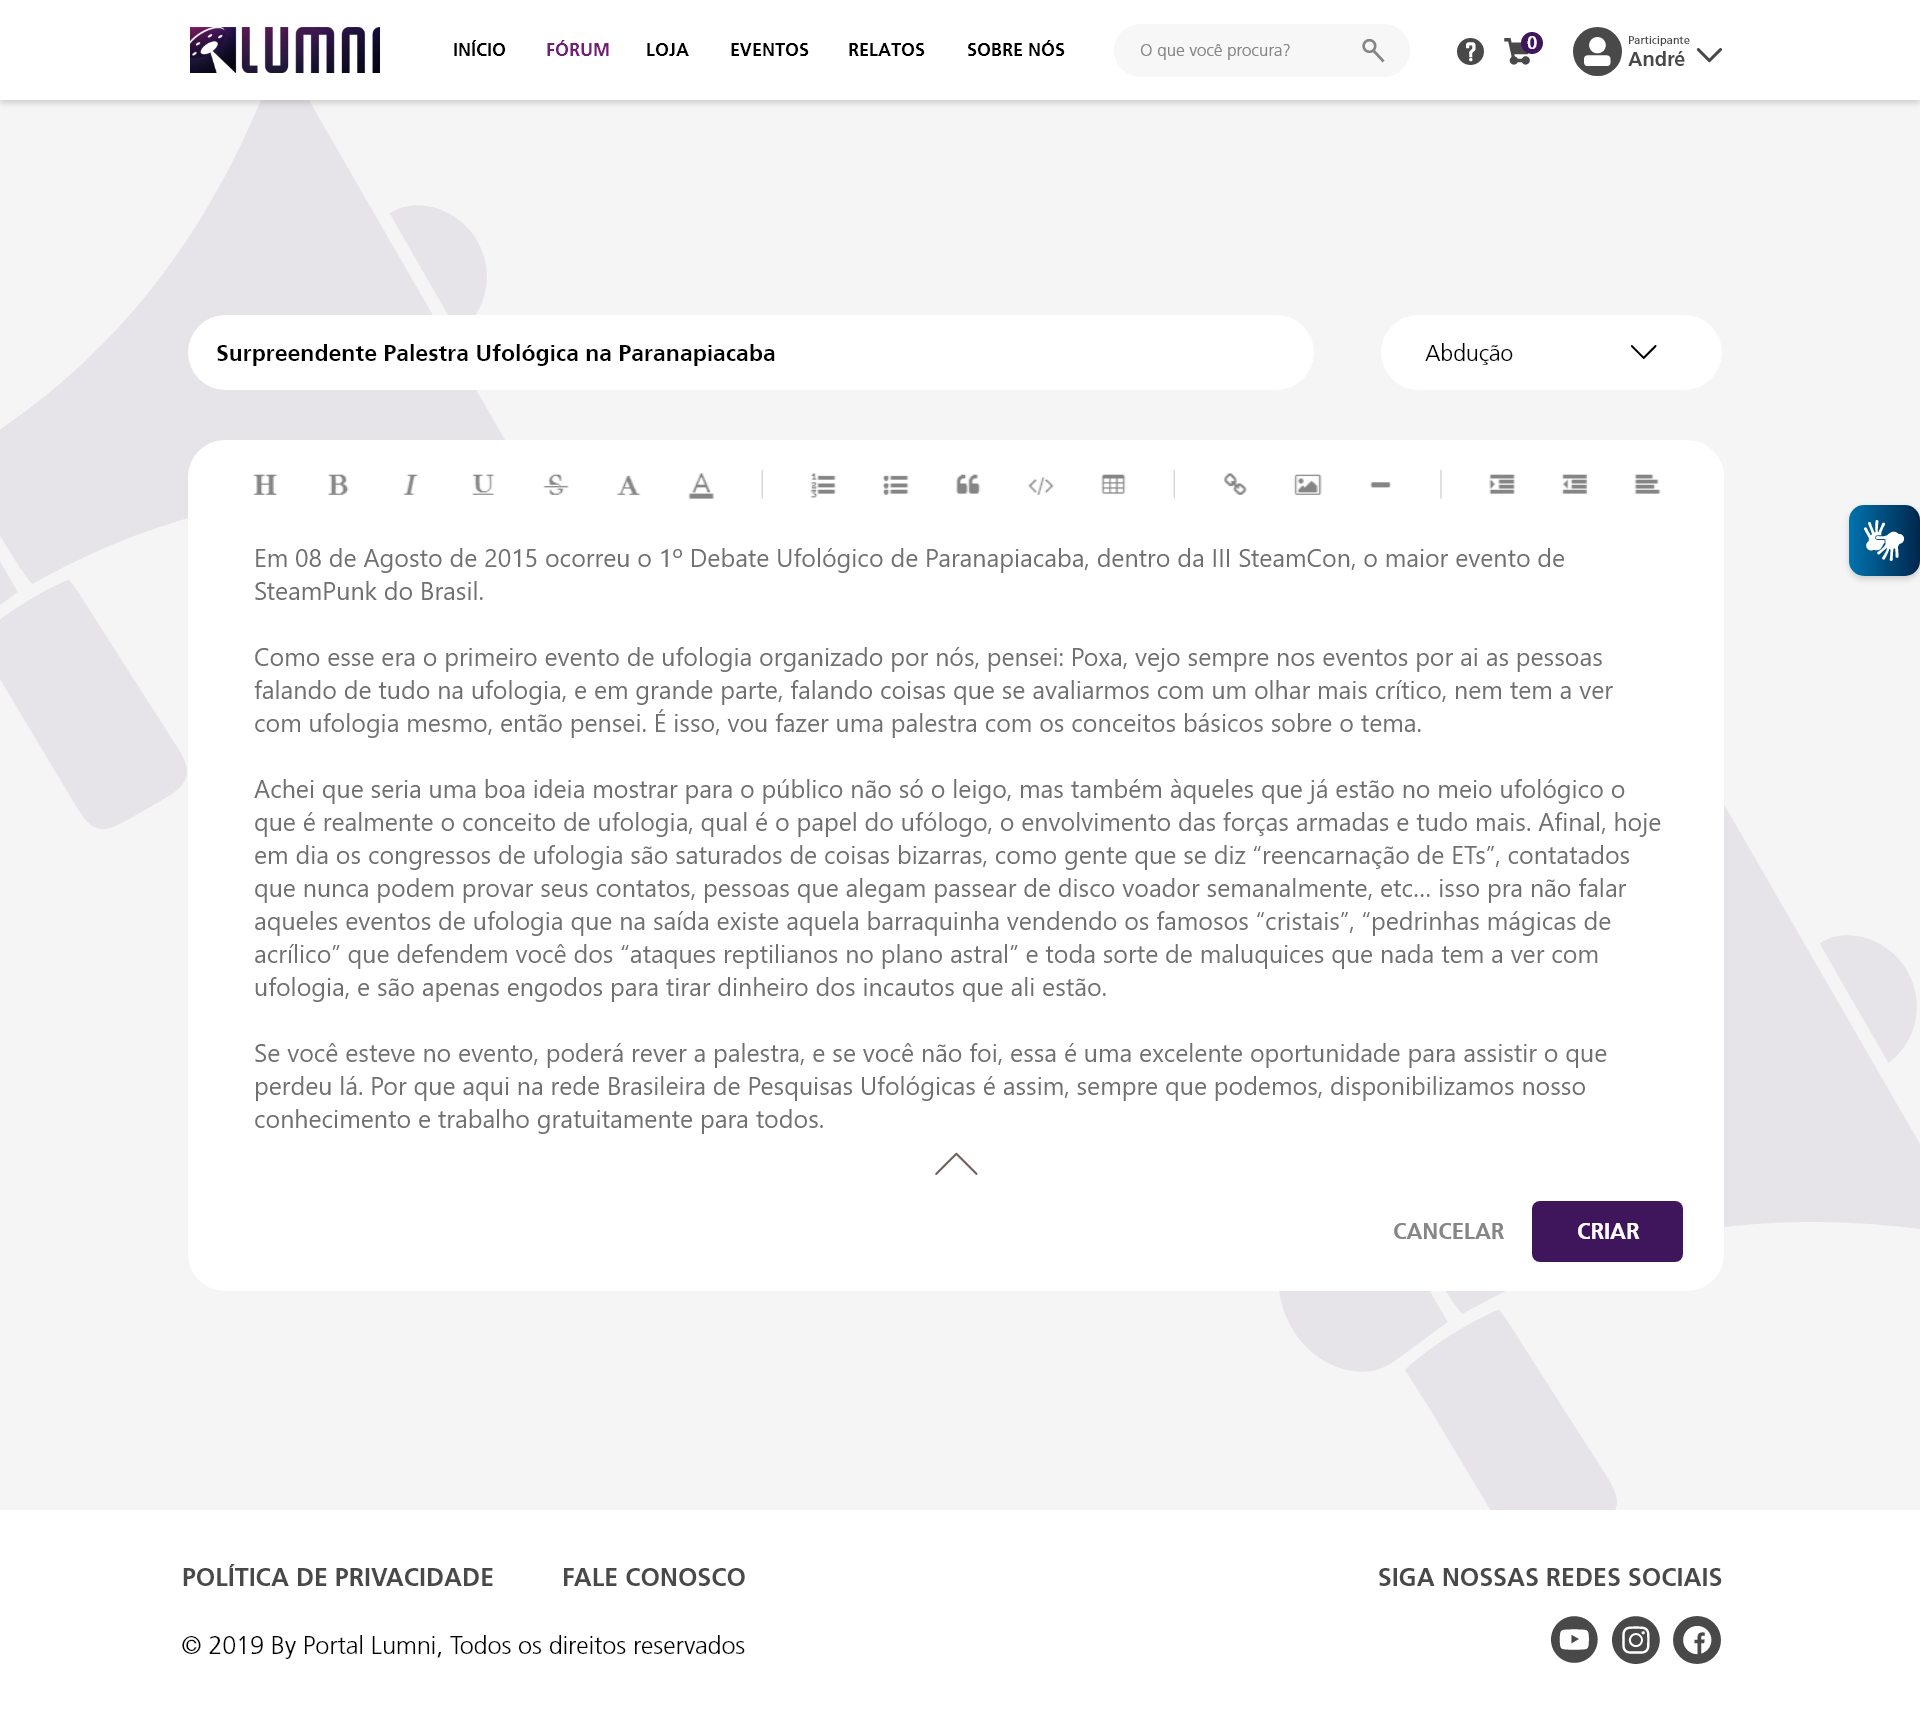 LUMNI
INÍCIO FÓRUM LOJA EVENTOS RELATOS SOBRE NÓS
O que você procura?
0
Participante
André
Surpreendente Palestra Ufológica na Paranapiacaba
Abdução
H B I U S A A
Em 08 de Agosto de 2015 ocorreu o 1º Debate Ufológico de Paranapiacaba, dentro da III SteamCon, o maior evento de
SteamPunk do Brasil.
Como esse era o primeiro evento de ufologia organizado por nós, pensei: Poxa, vejo sempre nos eventos por ai as pessoas
falando de tudo na ufologia, e em grande parte, falando coisas que se avaliarmos com um olhar mais crítico, nem tem a ver
com ufologia mesmo, então pensei. É isso, vou fazer uma palestra com os conceitos básicos sobre o tema.
Achei que seria uma boa ideia mostrar para o público não só o leigo, mas também àqueles que já estão no meio ufológico o
que é realmente o conceito de ufologia, qual é o papel do ufólogo, o envolvimento das forças armadas e tudo mais. Afinal, hoje
em dia os congressos de ufologia são saturados de coisas bizarras, como gente que se diz “reencarnação de ETs”, contatados
que nunca podem provar seus contatos, pessoas que alegam passear de disco voador semanalmente, etc... isso pra não falar
aqueles eventos de ufologia que na saída existe aquela barraquinha vendendo os famosos “cristais”, “pedrinhas mágicas de
acrílico” que defendem você dos “ataques reptilianos no plano astral” e toda sorte de maluquices que nada tem a ver com
ufologia, e são apenas engodos para tirar dinheiro dos incautos que ali estão.
Se você esteve no evento, poderá rever a palestra, e se você não foi, essa é uma excelente oportunidade para assistir o que
perdeu lá. Por que aqui na rede Brasileira de Pesquisas Ufológicas é assim, sempre que podemos, disponibilizamos nosso
conhecimento e trabalho gratuitamente para todos.
CANCELAR CRIAR
POLÍTICA DE PRIVACIDADE FALE CONOSCO SIGA NOSSAS REDES SOCIAIS
© 2019 By Portal Lumni, Todos os direitos reservados